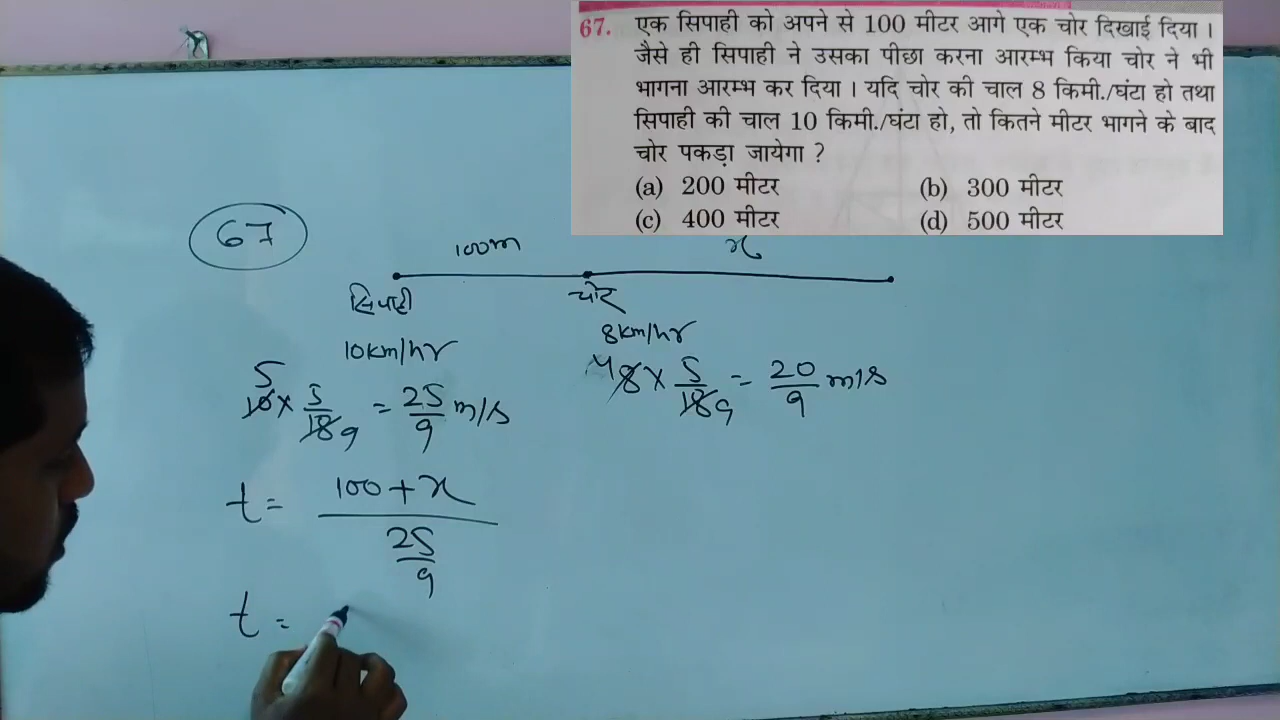 67. एक सिपाही को अपने से 100 मीटर आगे एक चोर दिखाई दिया ।
जैसे ही सिपाही ने उसका पीछा करना आरम्भ किया चोर ने भी
भागना आरम्भ कर दिया । यदि चोर की चाल 8 किमी./घंटा हो तथा
सिपाही की चाल 10 किमी./घंटा हो, तो कितने मीटर भागने के बाद
चोर पकड़ा जायेगा ?
(a) 200 मीटर (b) 300 मीटर
(c) 400 मीटर (d) 500 मीटर
67
100m x
सिपाही चोर
10km/hr 8km/hr
5 4
10 × 5/18 9 = 25/9 m/s 8 × 5/18 9 = 20/9 m/s
t = 100 + x
25/9
t =